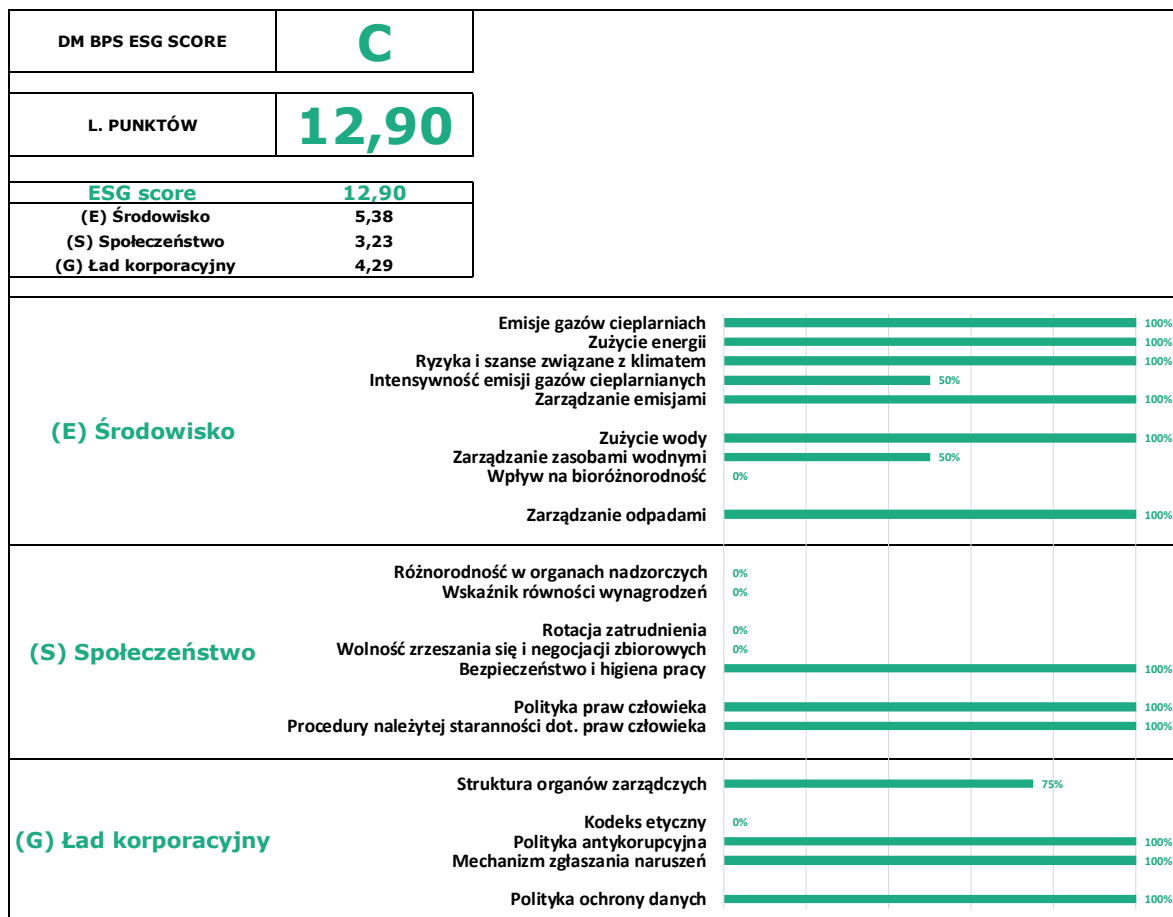 DM BPS ESG SCORE C
L. PUNKTÓW 12,90
ESG score 12,90
(E) Środowisko 5,38
(S) Społeczeństwo 3,23
(G) Ład korporacyjny 4,29
(E) Środowisko
Emisje gazów cieplarniach 100%
Zużycie energii 100%
Ryzyka i szanse związane z klimatem 100%
Intensywność emisji gazów cieplarnianych 50%
Zarządzanie emisjami 100%
Zużycie wody 100%
Zarządzanie zasobami wodnymi 50%
Wpływ na bioróżnorodność 0%
Zarządzanie odpadami 100%
(S) Społeczeństwo
Różnorodność w organach nadzorczych 0%
Wskaźnik równości wynagrodzeń 0%
Rotacja zatrudnienia 0%
Wolność zrzeszania się i negocjacji zbiorowych 0%
Bezpieczeństwo i higiena pracy 100%
Polityka praw człowieka 100%
Procedury należytej staranności dot. praw człowieka 100%
(G) Ład korporacyjny
Struktura organów zarządczych 75%
Kodeks etyczny 0%
Polityka antykorupcyjna 100%
Mechanizm zgłaszania naruszeń 100%
Polityka ochrony danych 100%